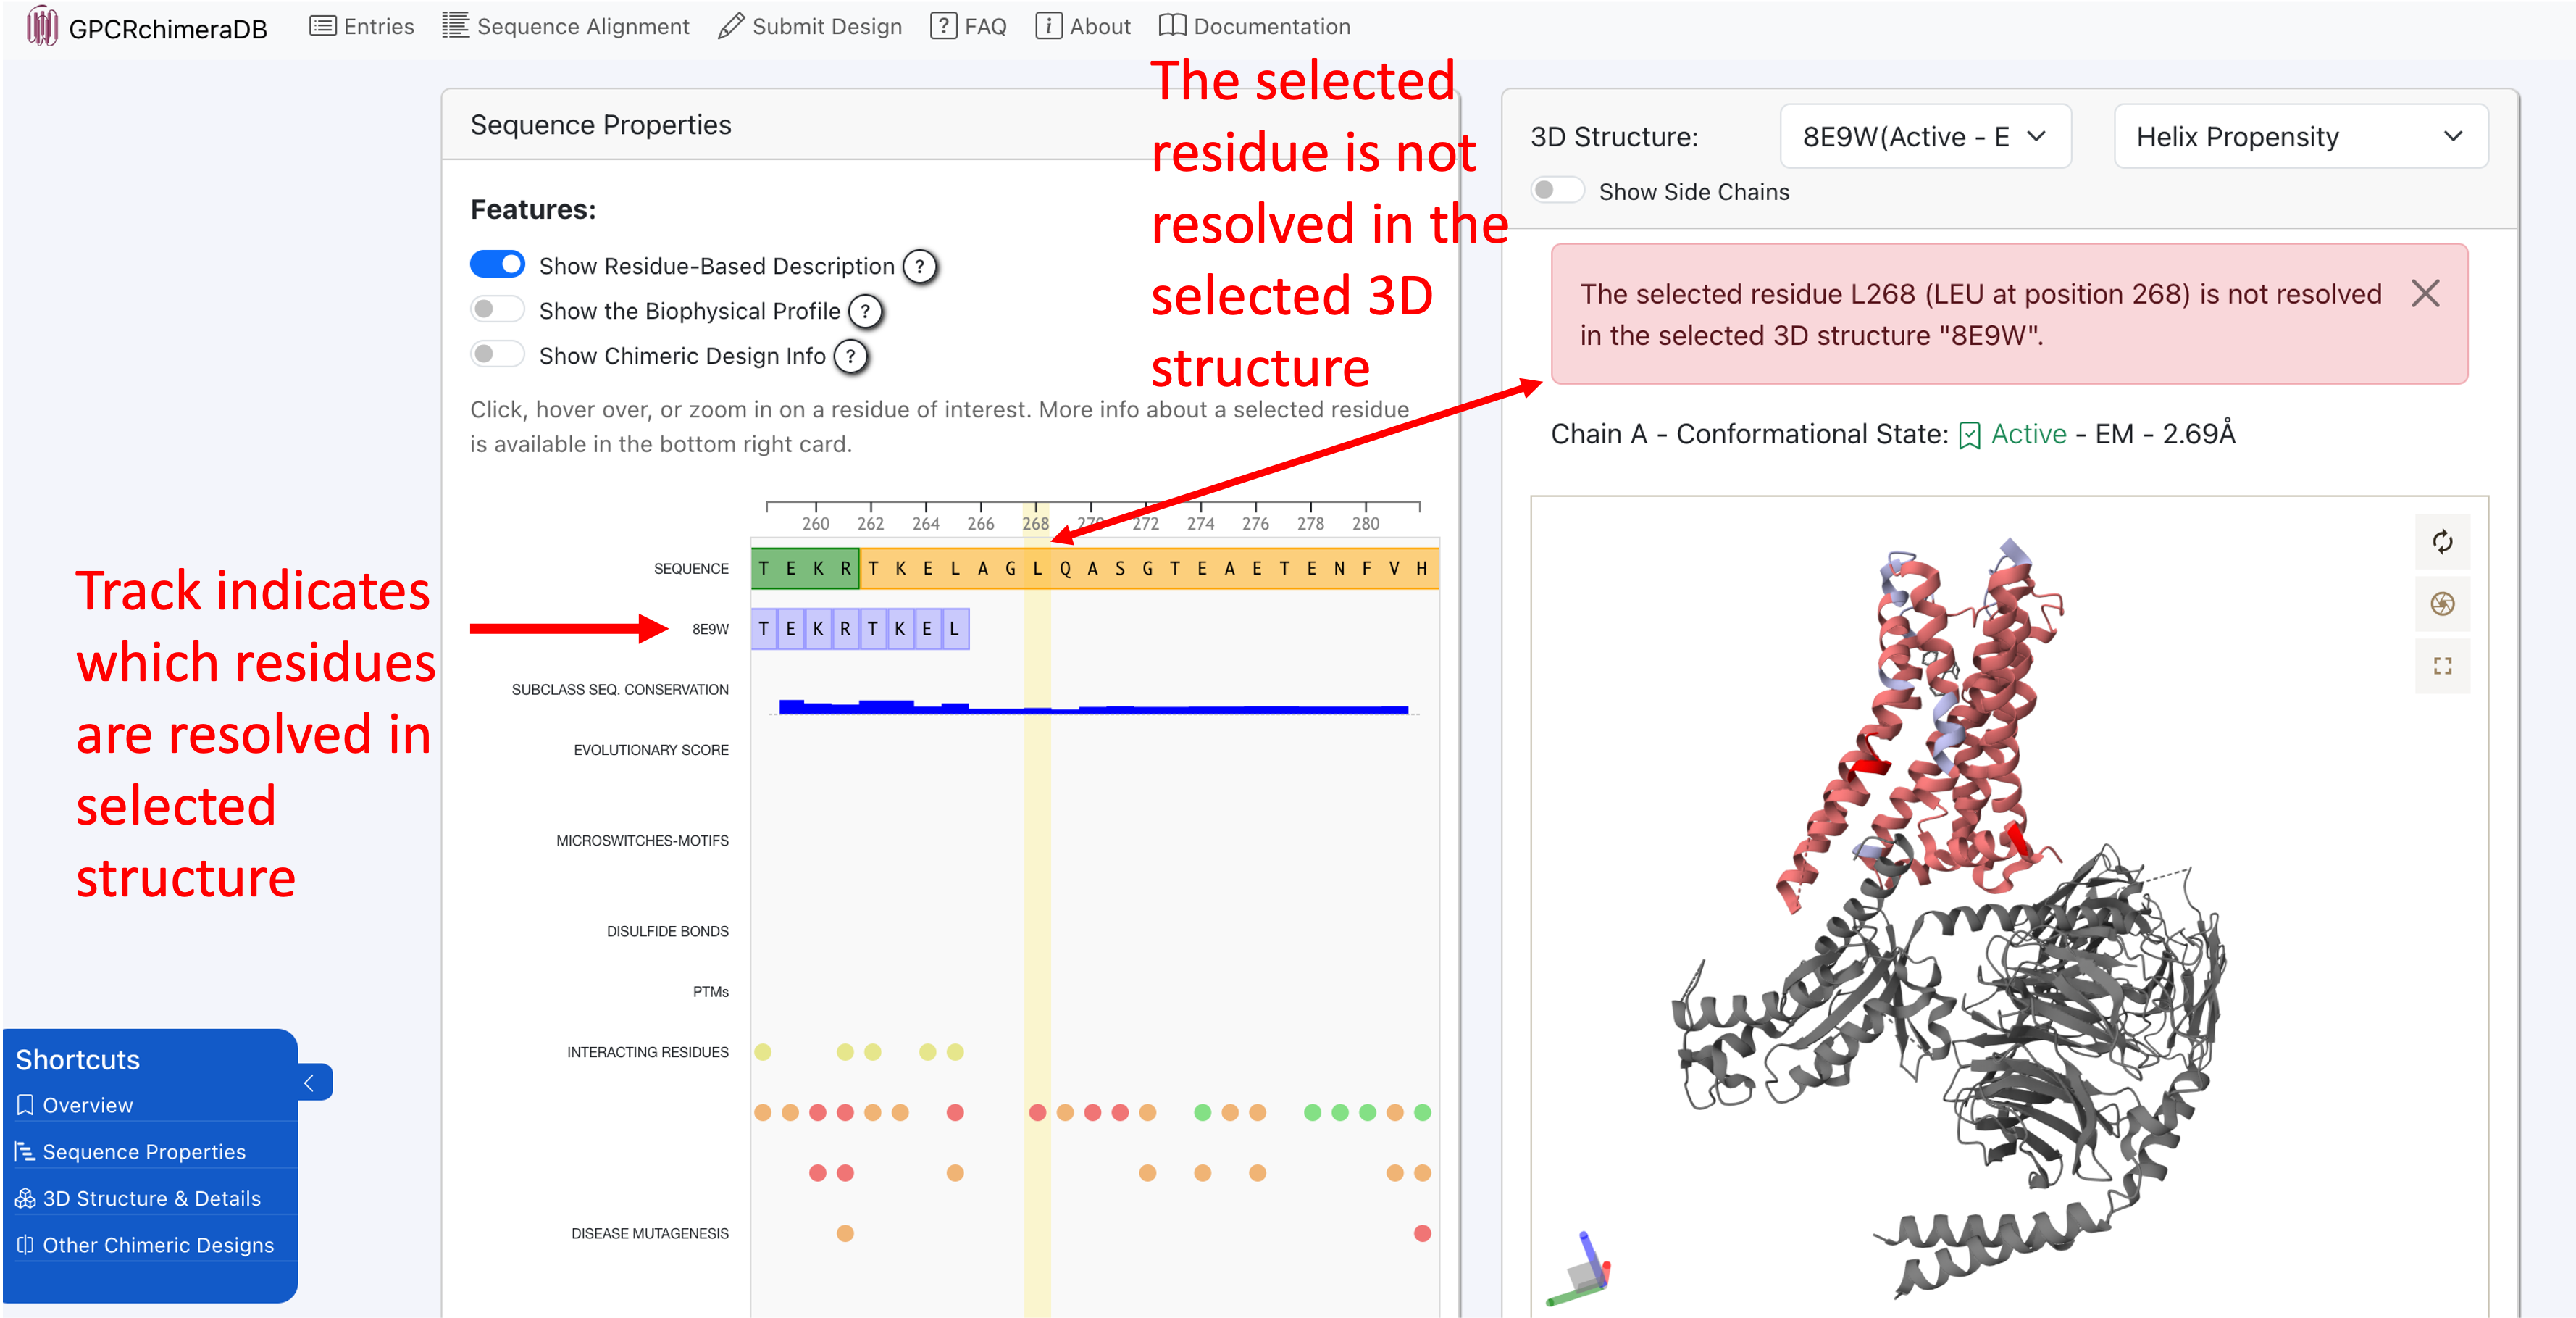 GPCRchimeraDB
Entries
Sequence Alignment
Submit Design
? FAQ
i About
Documentation
The selected
residue is not
resolved in the
selected 3D
structure
Sequence Properties
Features:
Show Residue-Based Description ?
Show the Biophysical Profile ?
Show Chimeric Design Info ?
Click, hover over, or zoom in on a residue of interest. More info about a selected residue
is available in the bottom right card.
260 262 264 266 268 270 272 274 276 278 280
SEQUENCE T E K R T K E L A G L Q A S G T E A E T E N F V H
8E9W T E K R T K E L
SUBCLASS SEQ. CONSERVATION
EVOLUTIONARY SCORE
MICROSWITCHES-MOTIFS
DISULFIDE BONDS
PTMs
INTERACTING RESIDUES
DISEASE MUTAGENESIS
Track indicates
which residues
are resolved in
selected
structure
Shortcuts
Overview
Sequence Properties
3D Structure & Details
Other Chimeric Designs
3D Structure:
8E9W(Active - E
Helix Propensity
Show Side Chains
The selected residue L268 (LEU at position 268) is not resolved
in the selected 3D structure "8E9W".
Chain A - Conformational State: Active - EM - 2.69Å